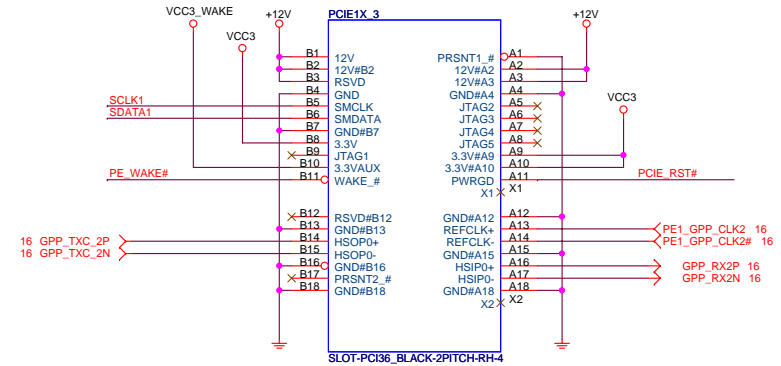 VCC3_WAKE
+12V
PCIE1X_3
+12V
VCC3
VCC3
B1 12V PRSNT1_# A1
B2 12V#B2 12V#A2 A2
B3 RSVD 12V#A3 A3
B4 GND GND#A4 A4
SCLK1 B5 SMCLK JTAG2 A5
SDATA1 B6 SMDATA JTAG3 A6
B7 GND#B7 JTAG4 A7
B8 3.3V JTAG5 A8
B9 JTAG1 3.3V#A9 A9
B10 3.3VAUX 3.3V#A10 A10
PE_WAKE# B11 WAKE_# PWRGD A11 PCIE_RST#
X1 X1
B12 RSVD#B12 GND#A12 A12
B13 GND#B13 REFCLK+ A13 PE1_GPP_CLK2 16
16 GPP_TXC_2P B14 HSOP0+ REFCLK- A14 PE1_GPP_CLK2# 16
16 GPP_TXC_2N B15 HSOP0- GND#A15 A15
B16 GND#B16 HSIP0+ A16 GPP_RX2P 16
B17 PRSNT2_# HSIP0- A17 GPP_RX2N 16
B18 GND#B18 GND#A18 A18
X2 X2
SLOT-PCI36_BLACK-2PITCH-RH-4